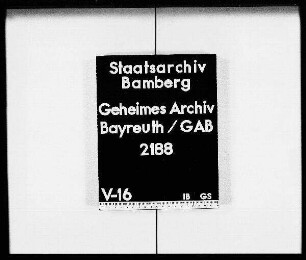 Staatsarchiv
Bamberg
Geheimes Archiv
Bayreuth / GAB
2188
V-16 IB GS